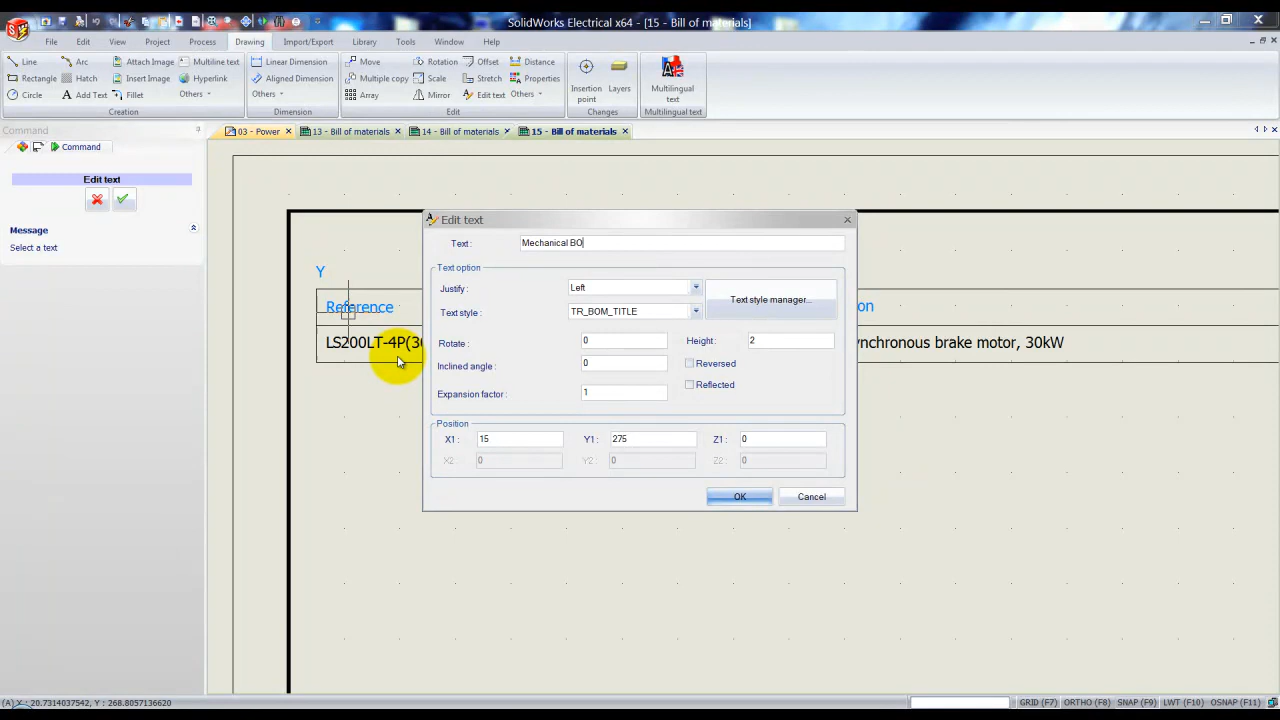 SolidWorks Electrical x64 - [15 - Bill of materials]
File Edit View Project Process Drawing Import/Export Library Tools Window Help
Line Arc Attach Image Multiline text Linear Dimension Move Rotation Offset Distance
Rectangle Hatch Insert Image Hyperlink Aligned Dimension Multiple copy Scale Stretch Properties Insertion point Layers Multilingual text
Circle Add Text Fillet Others Others Array Mirror Edit text Others
Creation Dimension Edit Changes Multilingual text
Command
03 - Power 13 - Bill of materials 14 - Bill of materials 15 - Bill of materials
Command
Edit text
Message
Select a text
Edit text
Text : Mechanical BO
Text option
Justify : Left
Text style manager...
Text style : TR_BOM_TITLE
Rotate : 0 Height : 2
Inclined angle : 0 Reversed
Reflected
Expansion factor : 1
Position
X1 : 15 Y1 : 275 Z1 : 0
X2 : 0 Y2 : 0 Z2 : 0
OK Cancel
Y
Reference on
LS200LT-4P(30 ynchronous brake motor, 30kW
(A) X : 20.7314037542, Y : 268.8057136620 GRID (F7) ORTHO (F8) SNAP (F9) LWT (F10) OSNAP (F11)